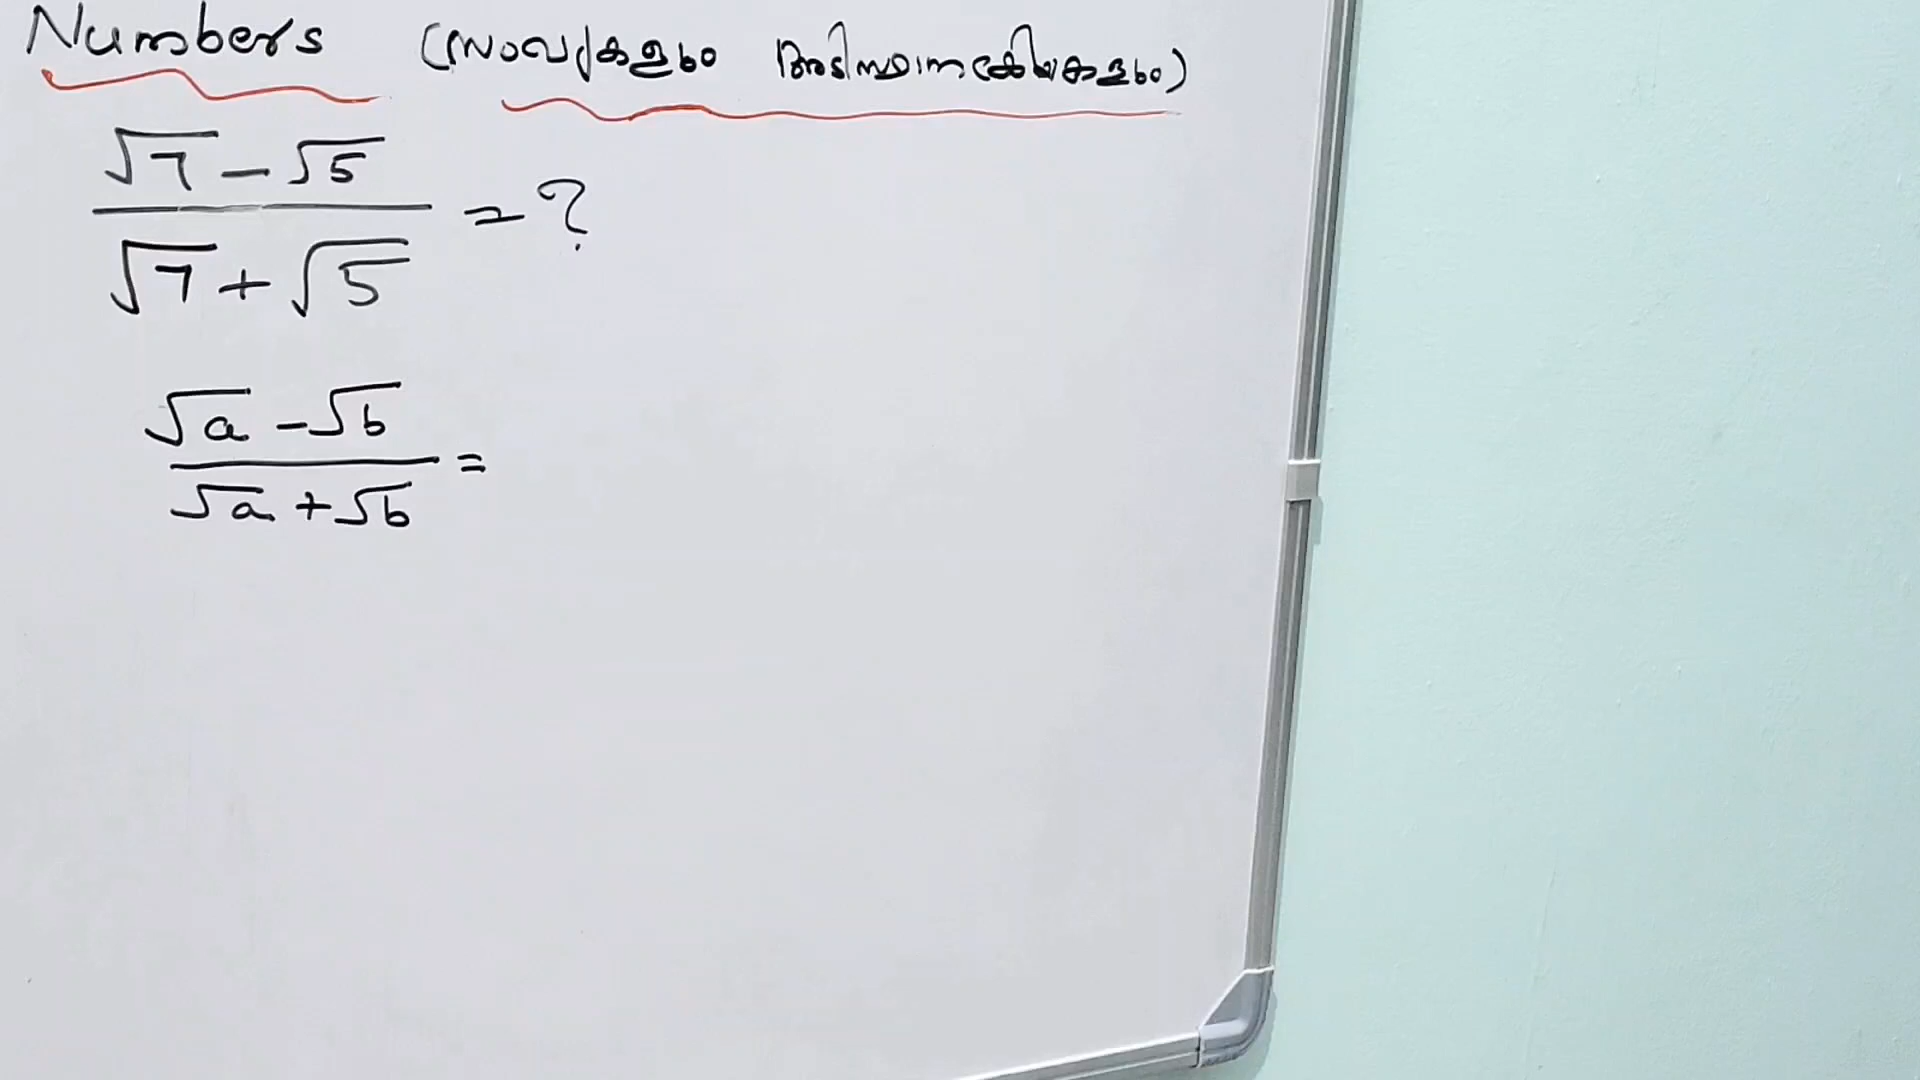 Numbers (സംഖ്യകളും അടിസ്ഥാനക്രിയകളും)
√7 - √5 / √7 + √5 = ?
√a - √b / √a + √b =